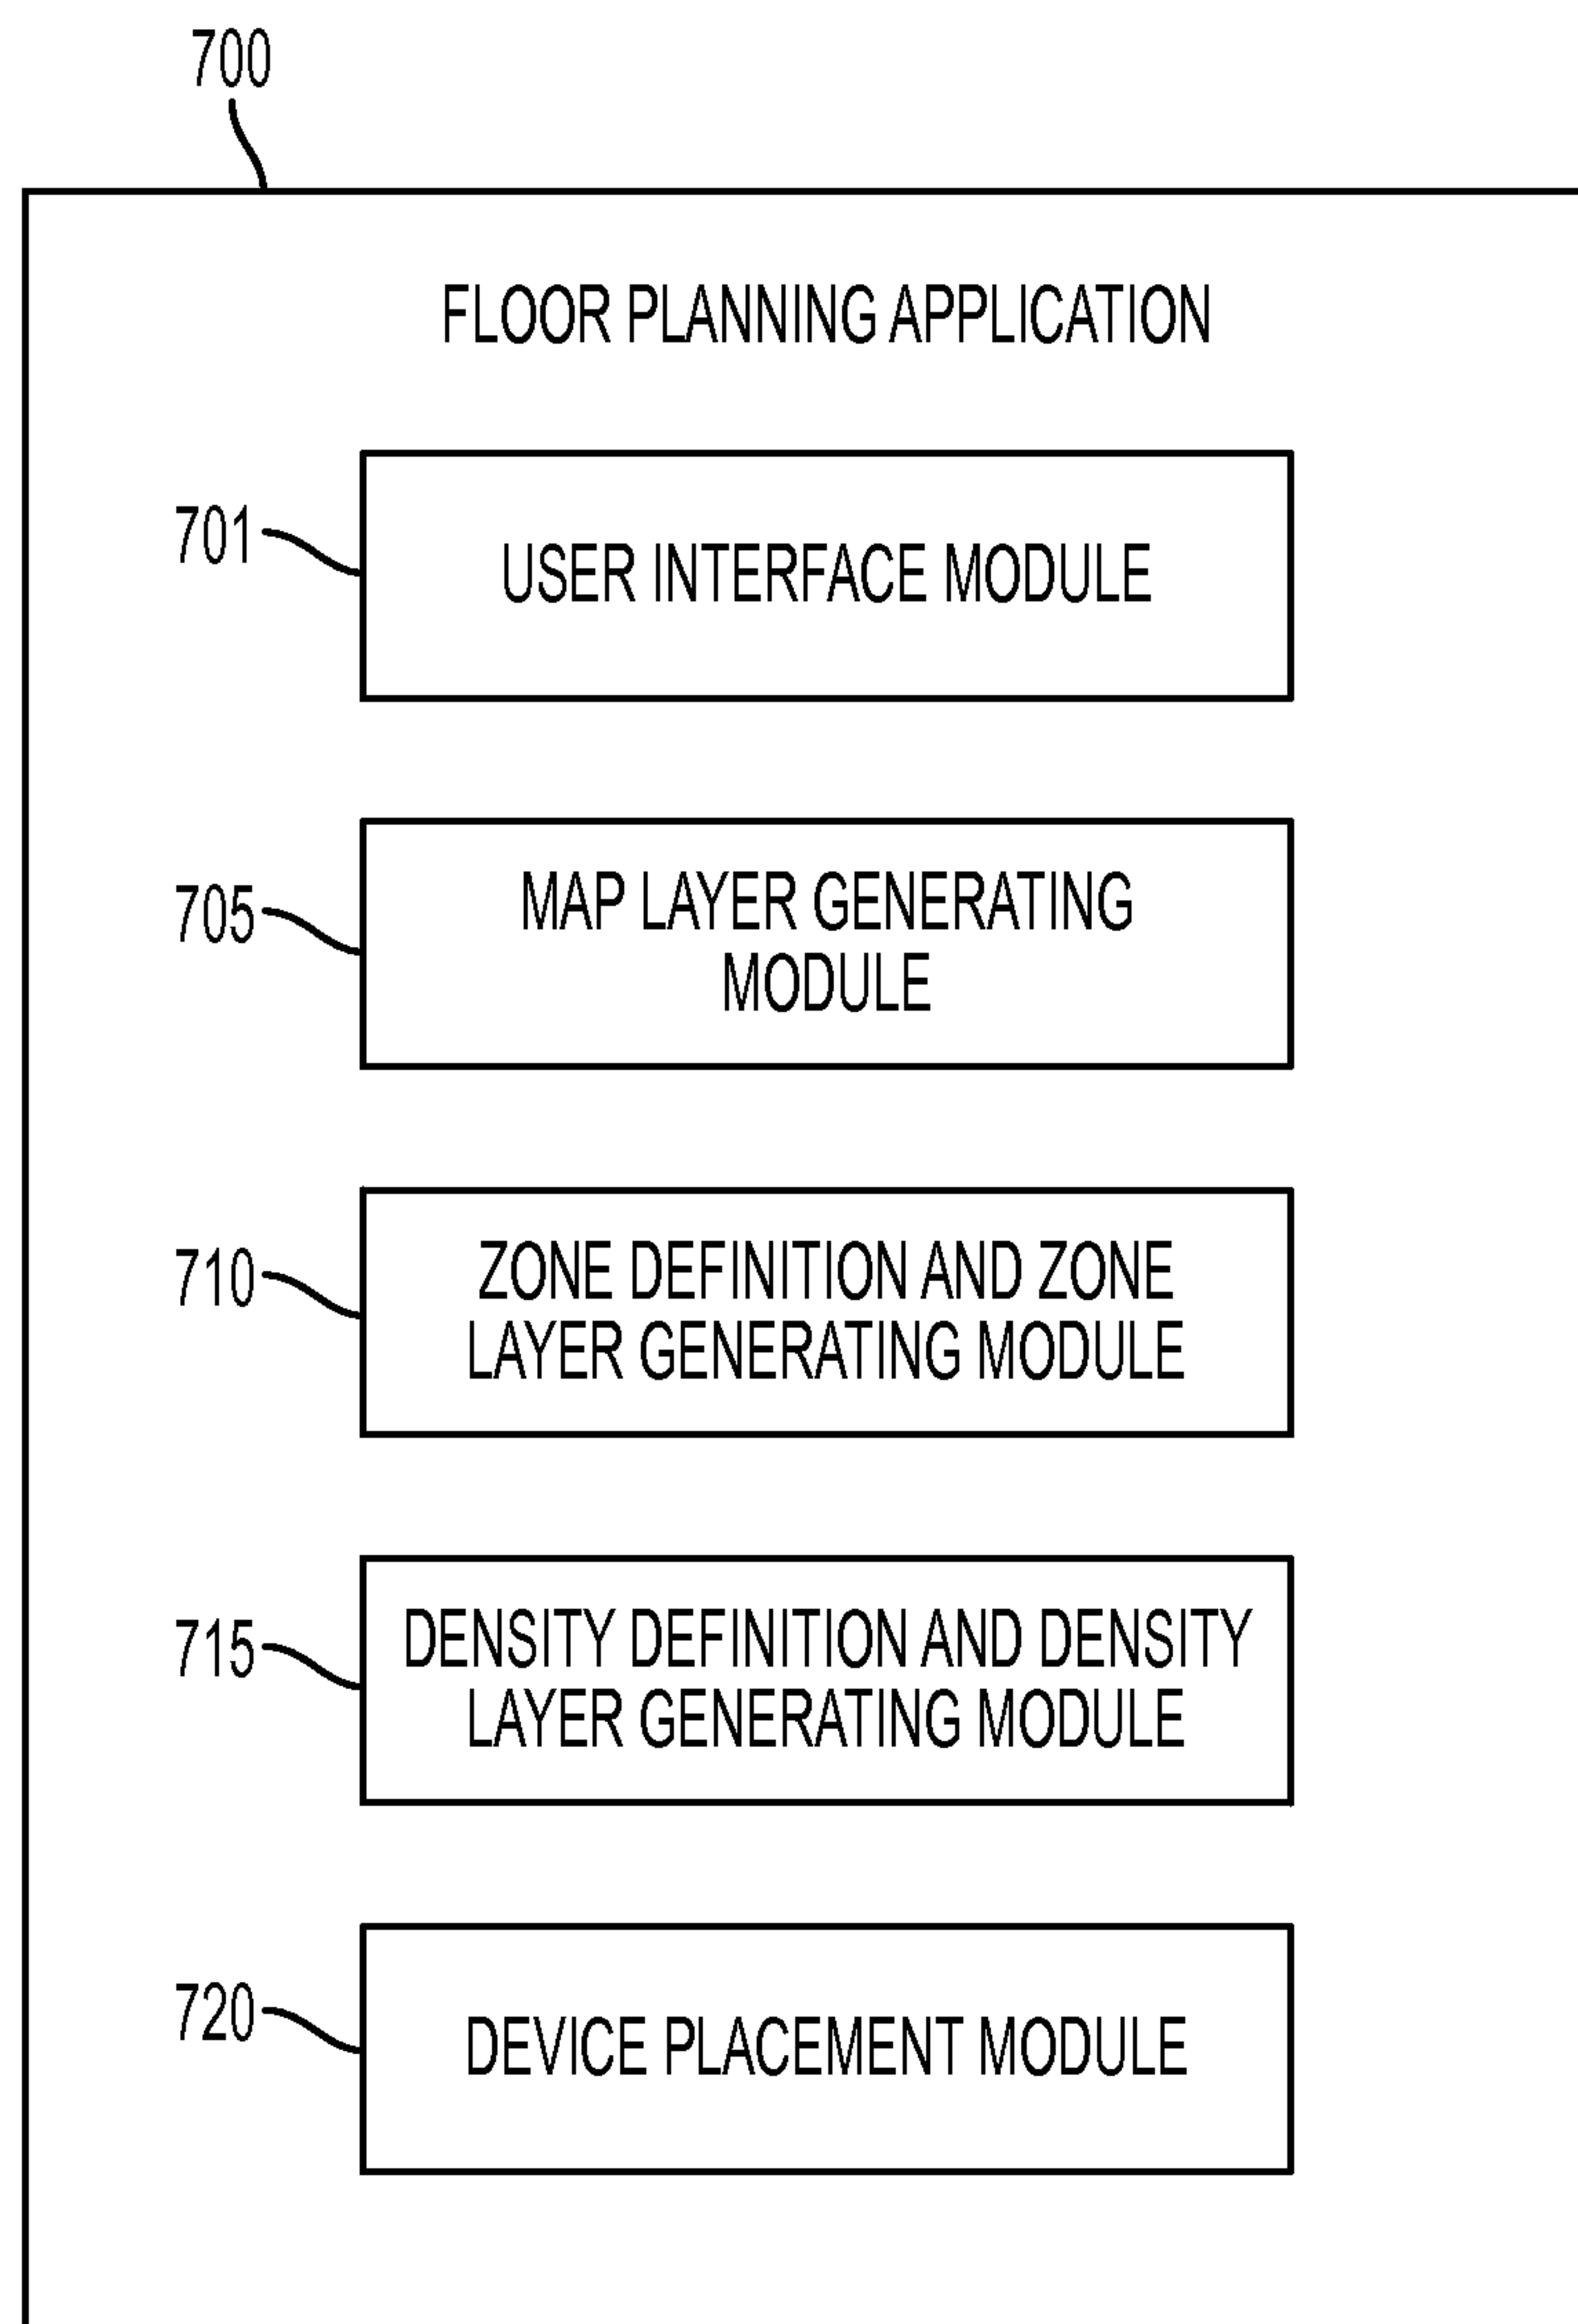 700
FLOOR PLANNING APPLICATION
701
USER INTERFACE MODULE
705
MAP LAYER GENERATING
MODULE
710
ZONE DEFINITION AND ZONE
LAYER GENERATING MODULE
715
DENSITY DEFINITION AND DENSITY
LAYER GENERATING MODULE
720
DEVICE PLACEMENT MODULE